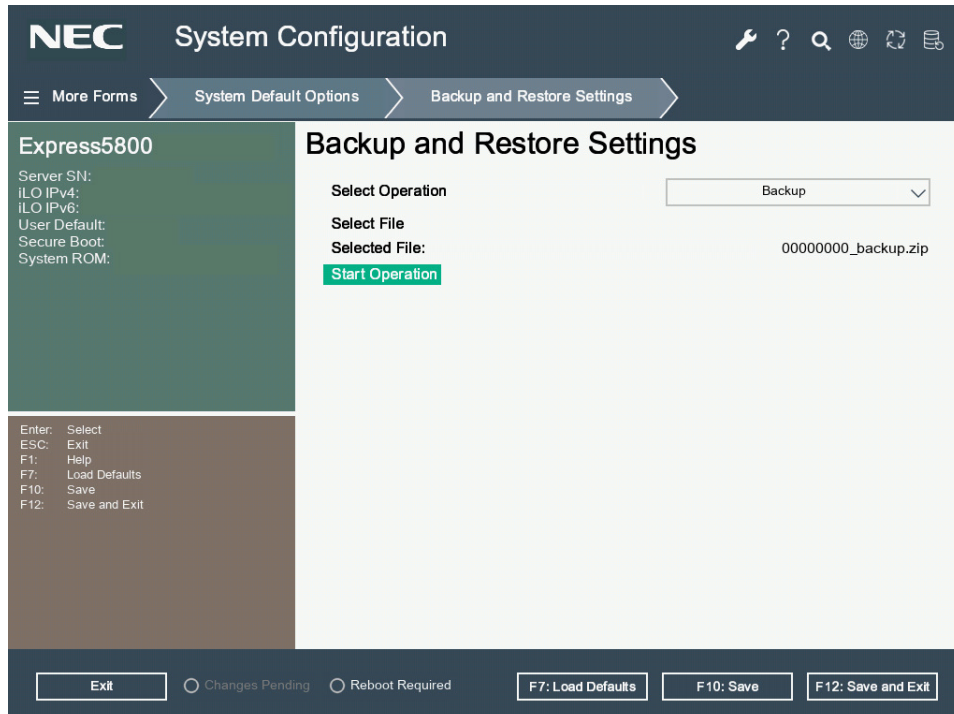 NEC System Configuration
?
More Forms
System Default Options
Backup and Restore Settings
Express5800
Server SN:
iLO IPv4:
iLO IPv6:
User Default:
Secure Boot:
System ROM:
Enter: Select
ESC: Exit
F1: Help
F7: Load Defaults
F10: Save
F12: Save and Exit
Backup and Restore Settings
Select Operation Backup
Select File
Selected File: 00000000_backup.zip
Start Operation
Exit
Changes Pending
Reboot Required
F7: Load Defaults
F10: Save
F12: Save and Exit